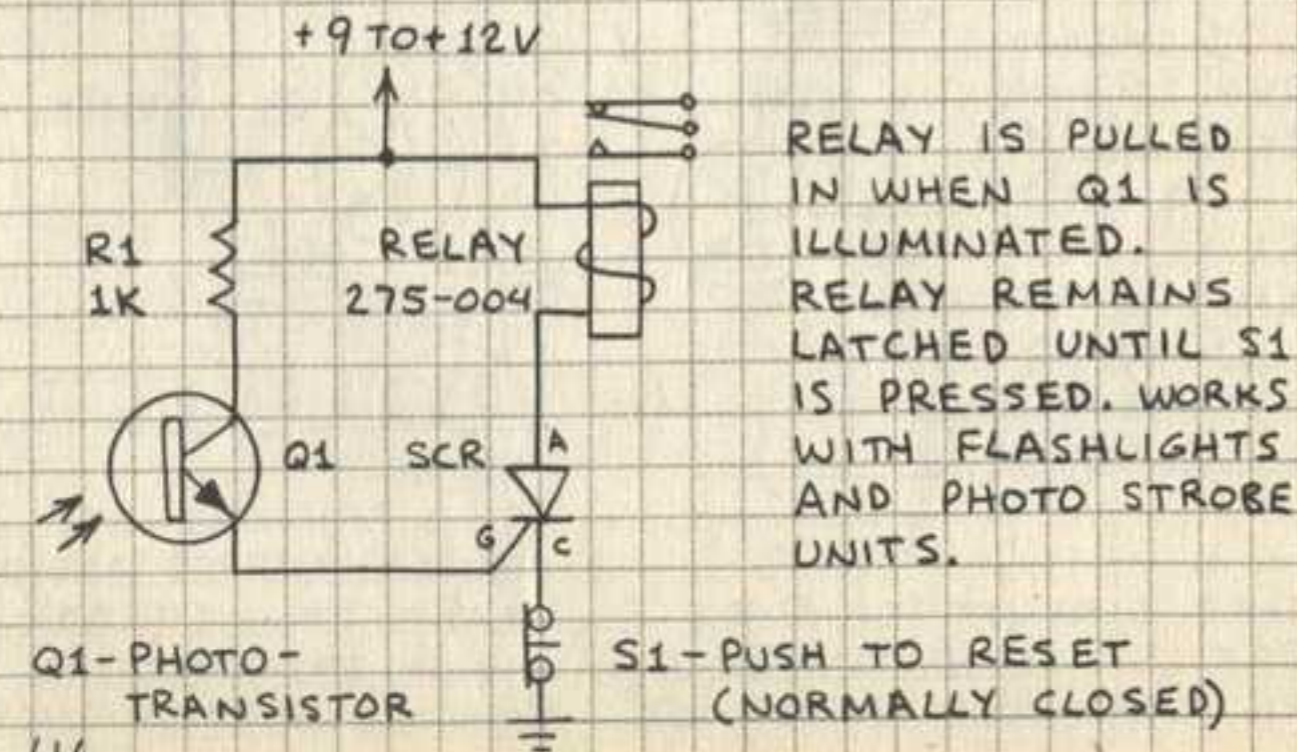 +9 TO+ 12V
R1
1K
RELAY
275-004
Q1
SCR
A
G
C
RELAY IS PULLED
IN WHEN Q1 IS
ILLUMINATED.
RELAY REMAINS
LATCHED UNTIL S1
IS PRESSED. WORKS
WITH FLASHLIGHTS
AND PHOTO STROBE
UNITS.
Q1-PHOTO-
TRANSISTOR
S1-PUSH TO RESET
(NORMALLY CLOSED)